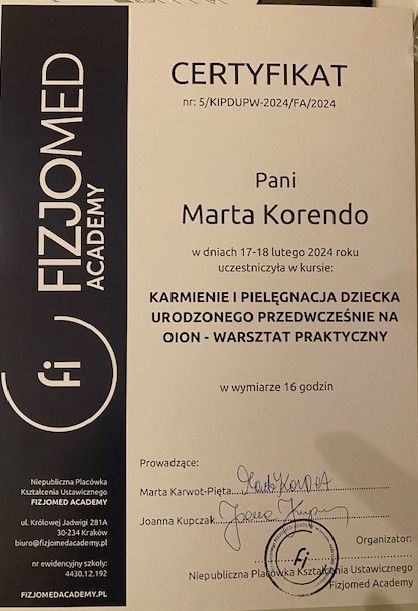 FIZJOMED
ACADEMY
fi
CERTYFIKAT
nr: 5/KIPDUPW-2024/FA/2024
Pani
Marta Korendo
w dniach 17-18 lutego 2024 roku
uczestniczyła w kursie:
KARMIENIE I PIELĘGNACJA DZIECKA
URODZONEGO PRZEDWCZEŚNIE NA
OION - WARSZTAT PRAKTYCZNY
w wymiarze 16 godzin
Prowadzące:
Marta Karwot-Pięta
Joanna Kupczak
Organizator:
fi
Niepubliczna Placówka Kształcenia Ustawicznego
Fizjomed Academy
Niepubliczna Placówka
Kształcenia Ustawicznego
FIZJOMED ACADEMY
ul. Królowej Jadwigi 281A
30-234 Kraków
biuro@fizjomedacademy.pl
nr ewidencyjny szkoły:
4430.12.192
FIZJOMEDACADEMY.PL